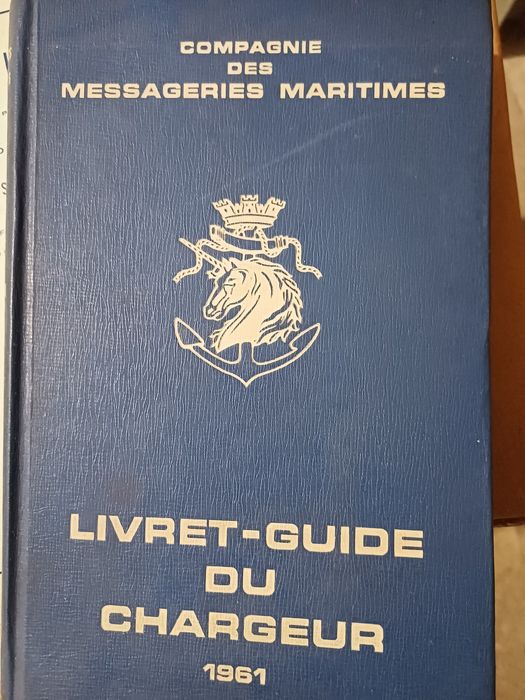 COMPAGNIE
DES
MESSAGERIES MARITIMES
LIVRET-GUIDE
DU
CHARGEUR
1961